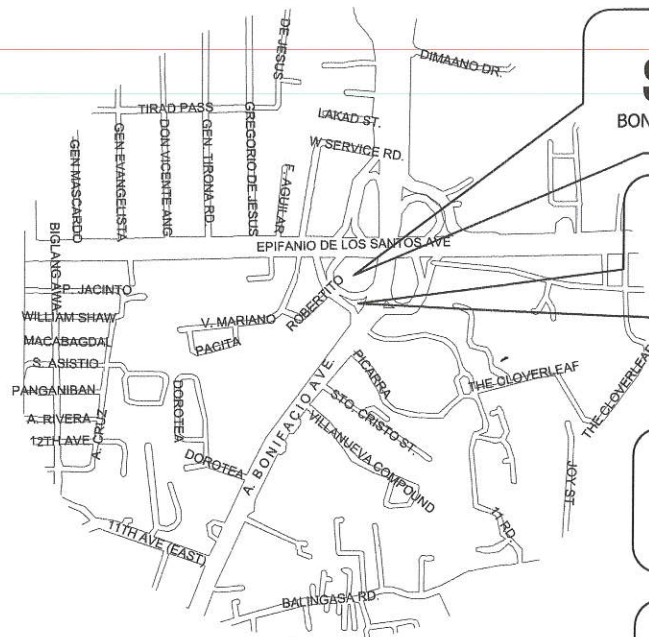 DE JESUS
DIMAANO DR.
S
BON
TIRAD PASS
LAKAD ST.
W SERVICE RD.
GEN MASCARDO
GEN EVANGELISTA
DON VICENTE ANG
GEN. TIRONA RD
GREGORIO DE JESUS
F. AGUILAR
BIGLANG AWA
EPIFANIO DE LOS SANTOS AVE
P. JACINTO
WILLIAM SHAW
MACABAGDAL
S. ASISTIO
PANGANIBAN
A. RIVERA
12TH AVE
A. CRUZ
V. MARIANO
PACITA
ROBERTITO
DOROTEA
DOROTEA
A. BONIFACIO AVE.
PICARRA
STO. CRISTO ST.
VILLANUEVA COMPOUND
THE CLOVERLEAF
THE CLOVERLEAF
JOY ST
11 RD
11TH AVE (EAST)
BALINGASA RD.